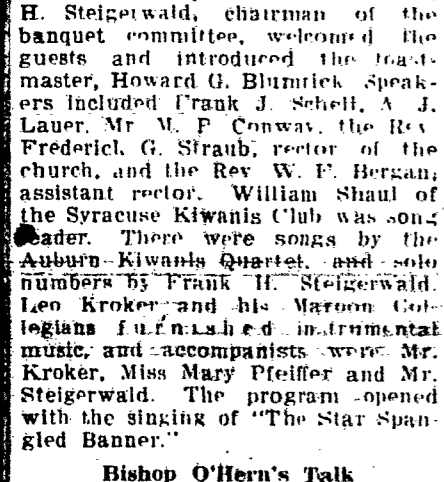 H. Steigerwald, chairman of the
banquet committee, welcomed the
guests and introduced the toast-
master, Howard G. Blumrick. Speak-
ers included Frank J. Schell, A. J.
Lauer, Mr. M. P. Conway, the Rev.
Frederick G. Straub, rector of the
church, and the Rev. W. F. Bergan,
assistant rector. William Shaul of
the Syracuse Kiwanis Club was song
leader. There were songs by the
Auburn Kiwanis Quartet, and solo
numbers by Frank H. Steigerwald.
Leo Kroker and his Maroon Col-
legians furnished instrumental
music, and accompanists were Mr.
Kroker, Miss Mary Pfeiffer and Mr.
Steigerwald. The program opened
with the singing of "The Star Span-
gled Banner."
Bishop O'Hern's Talk